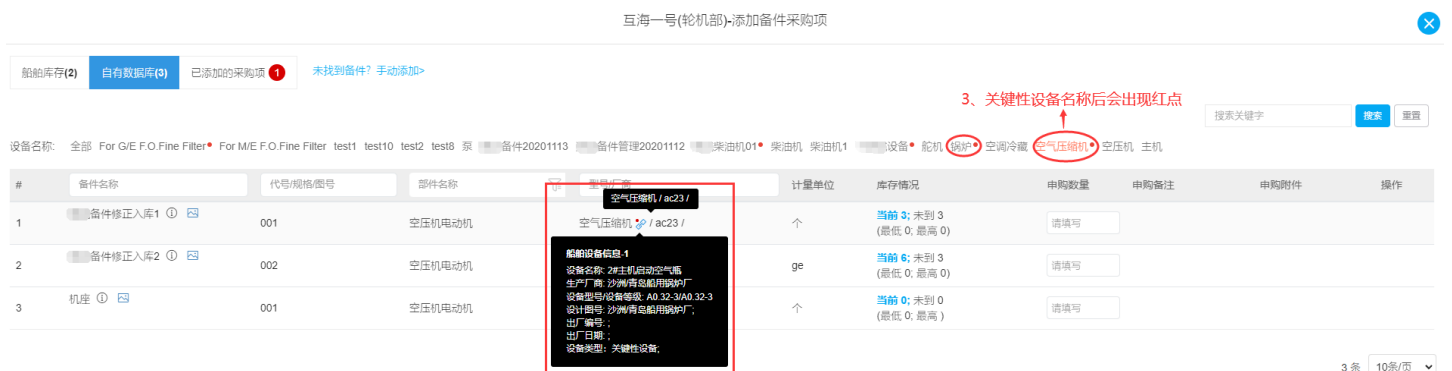 互海一号(轮机部)-添加备件采购项
船舶库存(2) 自有数据库(3) 已添加的采购项 1 未找到备件？手动添加>
3、关键性设备名称后会出现红点
搜索关键字 搜索 重置
设备名称: 全部 For G/E F.O.Fine Filter For M/E F.O.Fine Filter test1 test10 test2 test8 泵 备件20201113 备件管理20201112 柴油机01 柴油机 柴油机1 设备 舵机 锅炉 空调冷藏 空气压缩机 空压机 主机
# 备件名称 代号/规格/图号 部件名称 型号/厂商 计量单位 库存情况 申购数量 申购备注 申购附件 操作
空气压缩机 / ac23 /
1 备件修正入库1 001 空压机电动机 空气压缩机 / ac23 / 个 当前 3; 未到 3 请填写
(最低 0; 最高 0)
船舶设备信息-1
设备名称: 2#主机启动空气瓶
生产厂商: 沙洲/青岛船用锅炉厂
设备型号/设备等级: A0.32-3/A0.32-3
设计图号: 沙洲/青岛船用锅炉厂;
出厂编号: ;
出厂日期: ;
设备类型：关键性设备;
2 备件修正入库2 002 空压机电动机 ge 当前 6; 未到 3 请填写
(最低 0; 最高 0)
3 机座 001 空压机电动机 个 当前 0; 未到 0 请填写
(最低 0; 最高 )
3 条 10条/页